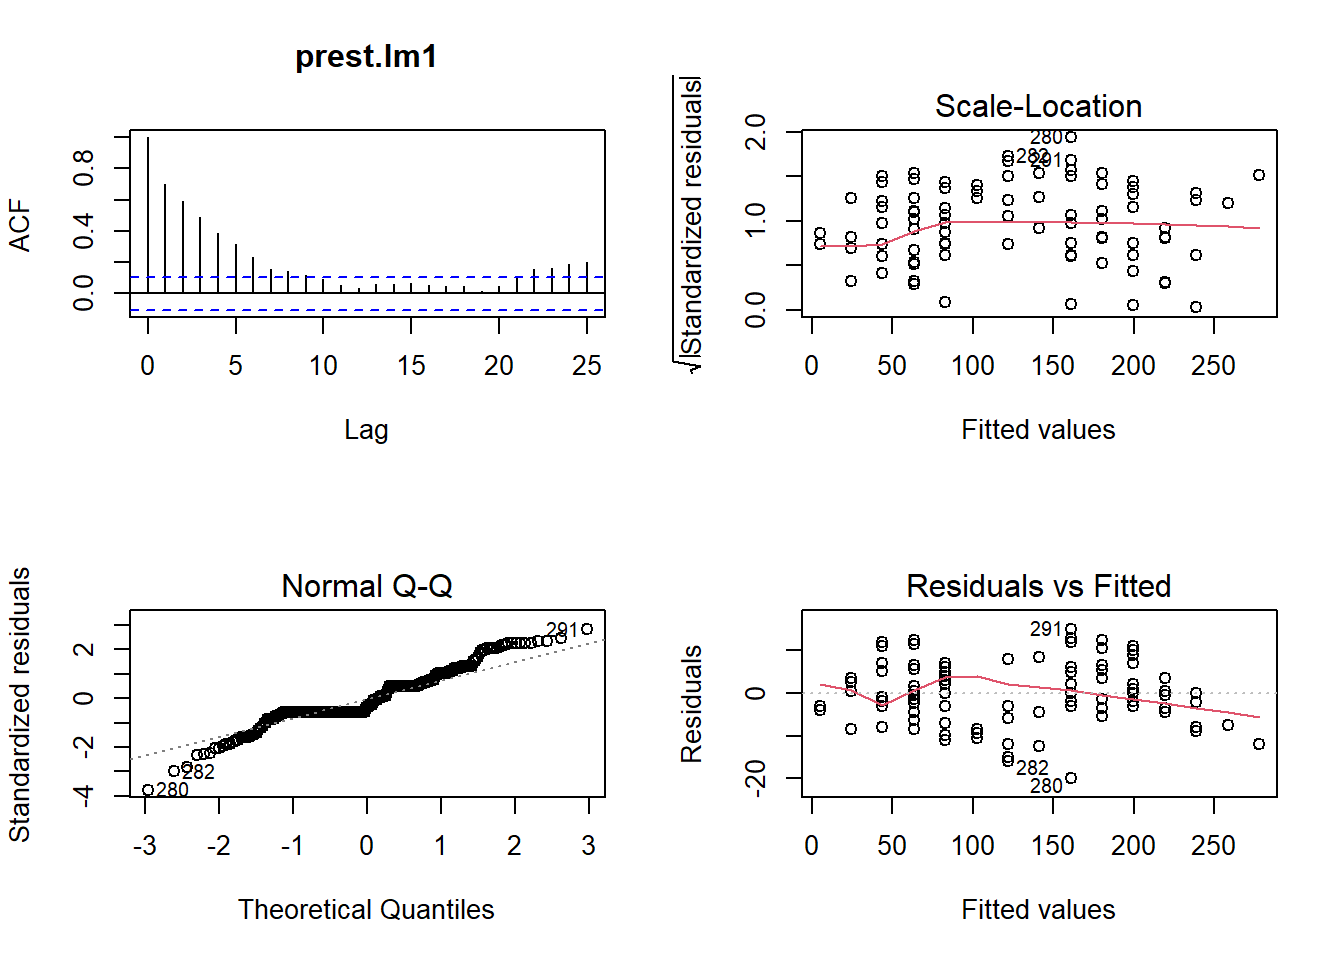 prest.lm1
ACF
0.0 0.4 0.8
0 5 10 15 20 25
Lag
Scale-Location
√|Standardized residuals|
0.0 1.0 2.0
280
282
291
0 50 100 150 200 250
Fitted values
Normal Q-Q
Standardized residuals
-4 -2 0 2
291
282
280
-3 -2 -1 0 1 2 3
Theoretical Quantiles
Residuals vs Fitted
Residuals
-20 0
291
282
280
0 50 100 150 200 250
Fitted values